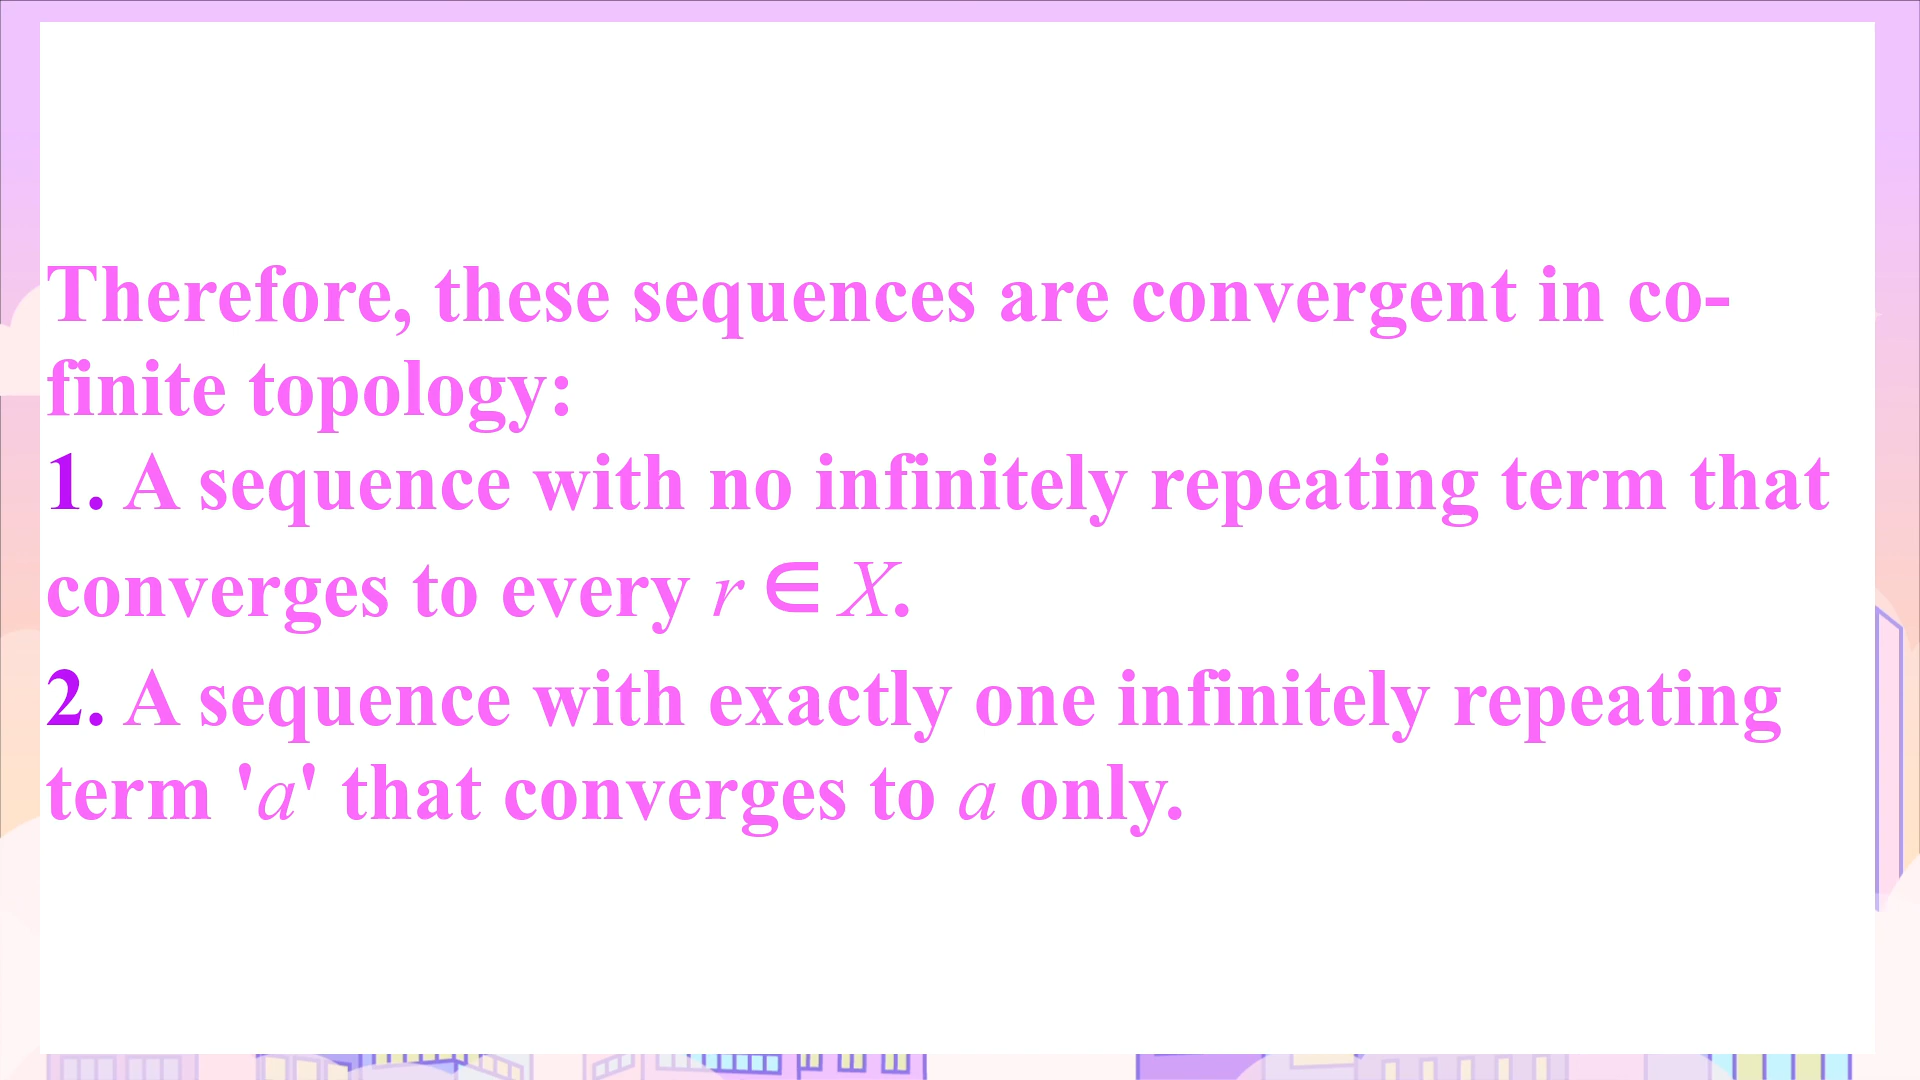 Therefore, these sequences are convergent in co-
finite topology:
1. A sequence with no infinitely repeating term that
converges to every r ∈ X.
2. A sequence with exactly one infinitely repeating
term 'a' that converges to a only.